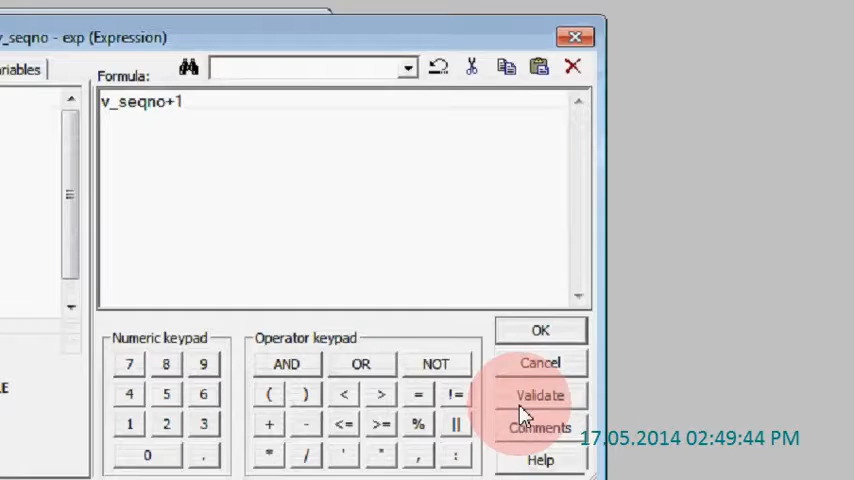 v_seqno - exp (Expression)
ariables
Formula:
v_seqno+1
OK
Numeric keypad
Operator keypad
7 8 9
AND OR NOT
Cancel
4 5 6
( ) < > = !=
Validate
1 2 3
+ - <= >= % ||
Comments
17.05.2014 02:49:44 PM
0 .
* / ' " , :
Help